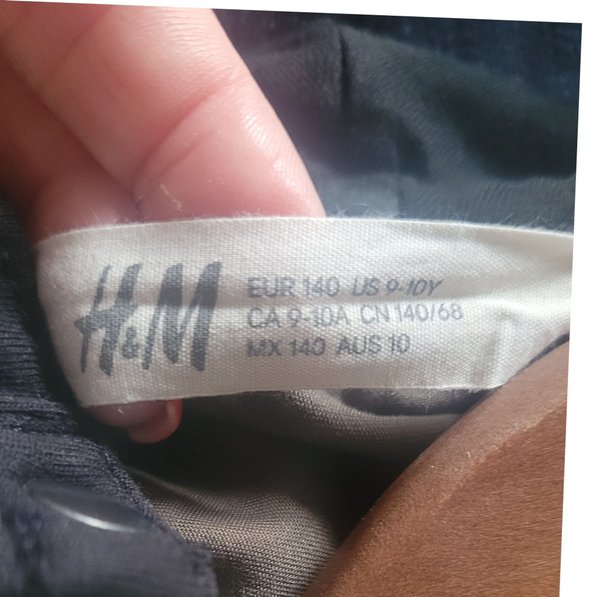 H&M
EUR 140 US 9-10Y
CA 9-10A CN 140/68
MX 140 AUS 10